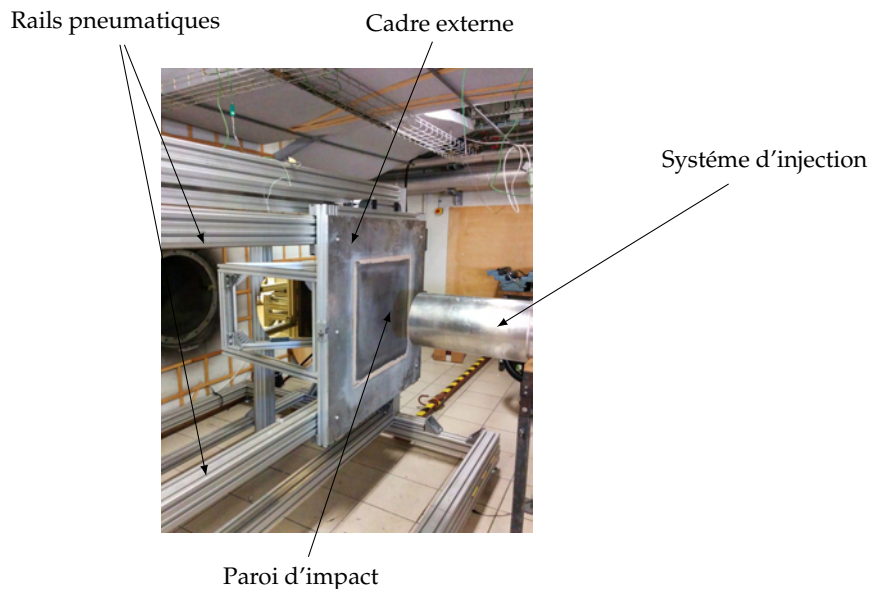 Rails pneumatiques
Cadre externe
Systéme d'injection
Paroi d'impact